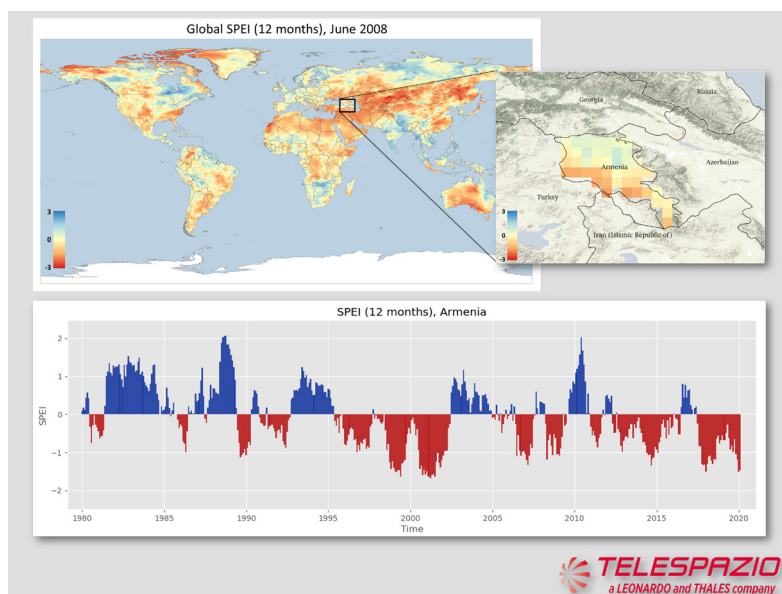 Global SPEI (12 months), June 2008
3
0
-3
Russia
Georgia
Azerbaijan
Armenia
Turkey
Iran (Islamic Republic of)
3
0
-3
SPEI (12 months), Armenia
SPEI
2
1
0
−1
−2
1980 1985 1990 1995 2000 2005 2010 2015 2020
Time
TELESPAZIO
a LEONARDO and THALES company